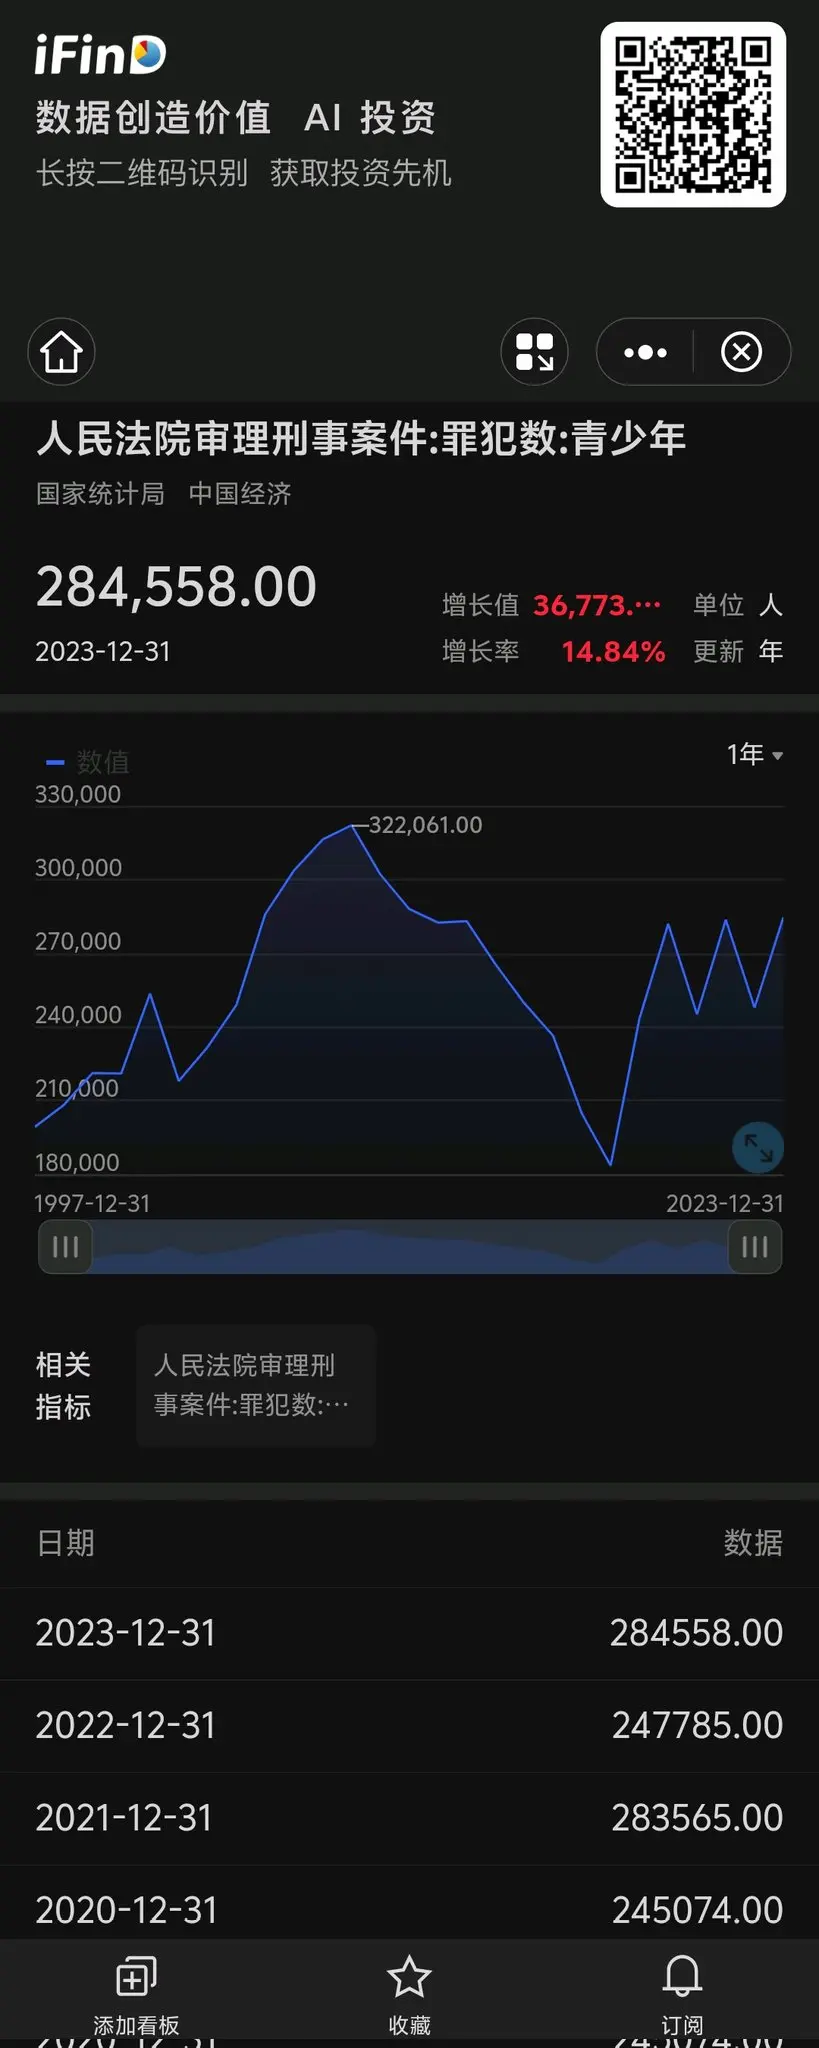 iFinD
数据创造价值 AI 投资
长按二维码识别 获取投资先机
人民法院审理刑事案件:罪犯数:青少年
国家统计局 中国经济
284,558.00
增长值 36,773.··· 单位 人
2023-12-31
增长率 14.84% 更新 年
数值
1年
330,000
322,061.00
300,000
270,000
240,000
210,000
180,000
1997-12-31 2023-12-31
相关
指标
人民法院审理刑
事案件:罪犯数:···
日期 数据
2023-12-31 284558.00
2022-12-31 247785.00
2021-12-31 283565.00
2020-12-31 245074.00
添加看板 收藏 订阅